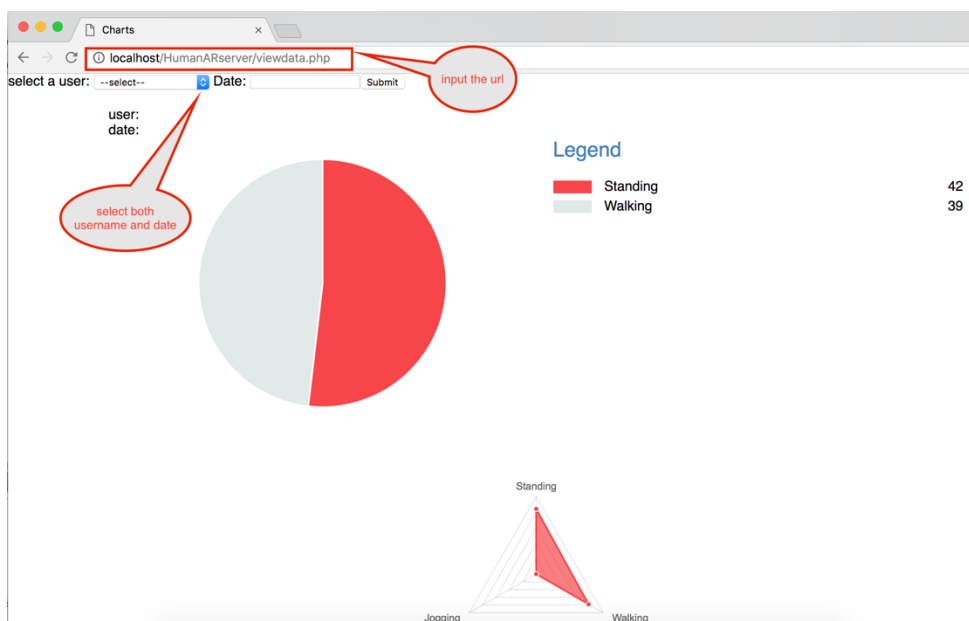 Charts
localhost/HumanARserver/viewdata.php
input the url
select a user: --select-- Date: Submit
user:
date:
select both
username and date
Legend
Standing 42
Walking 39
Standing
Jogging Walking